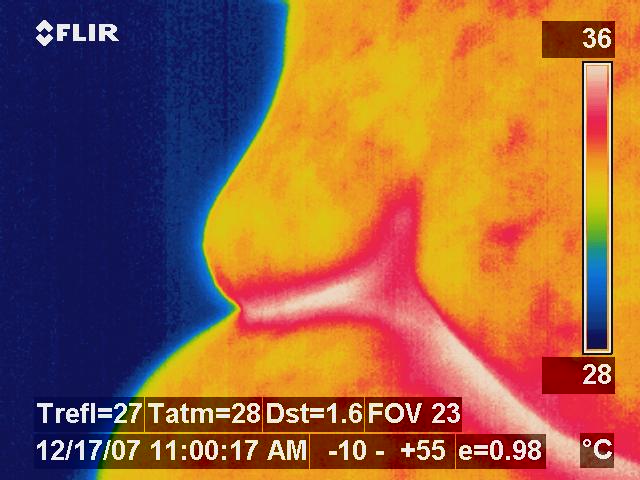 FLIR
36
28
Trefl=27 Tatm=28 Dst=1.6 FOV 23
12/17/07 11:00:17 AM -10 - +55 e=0.98 °C